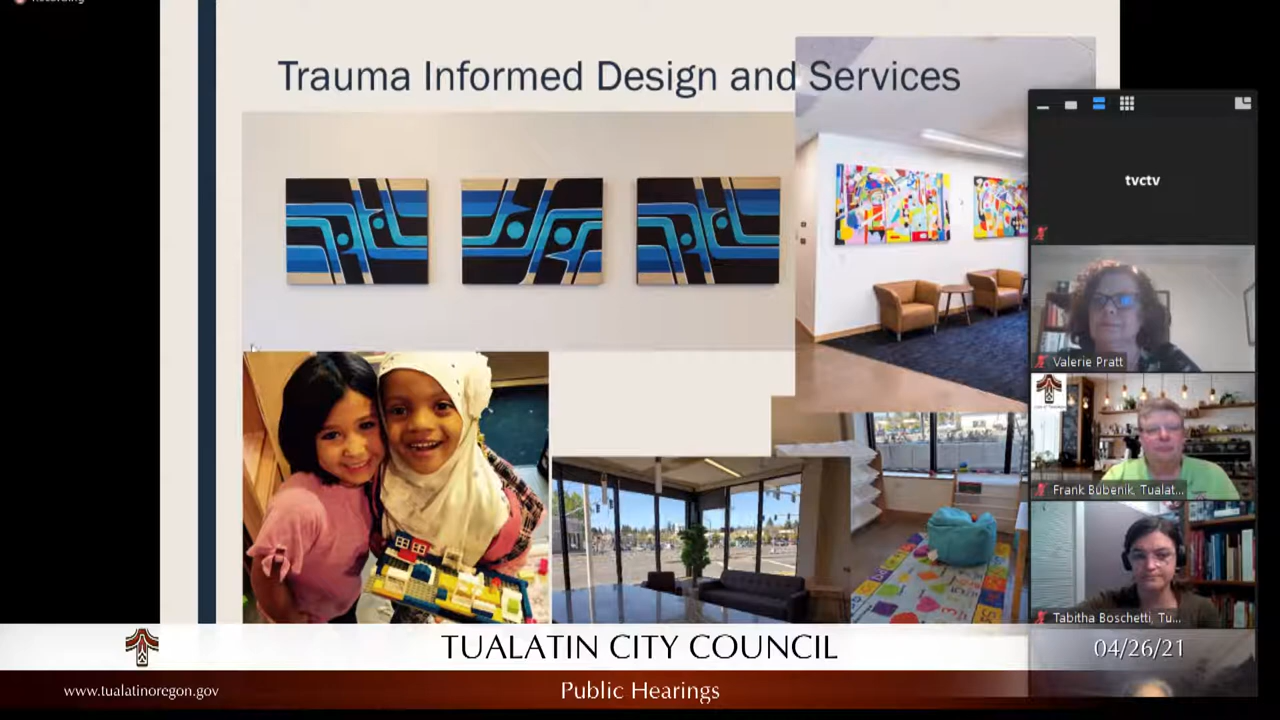 Recording
Trauma Informed Design and Services
tvctv
Valerie Pratt
Frank Bubenik, Tualat...
Tabitha Boschetti, Tu...
TUALATIN CITY COUNCIL
04/26/21
www.tualatinoregon.gov
Public Hearings